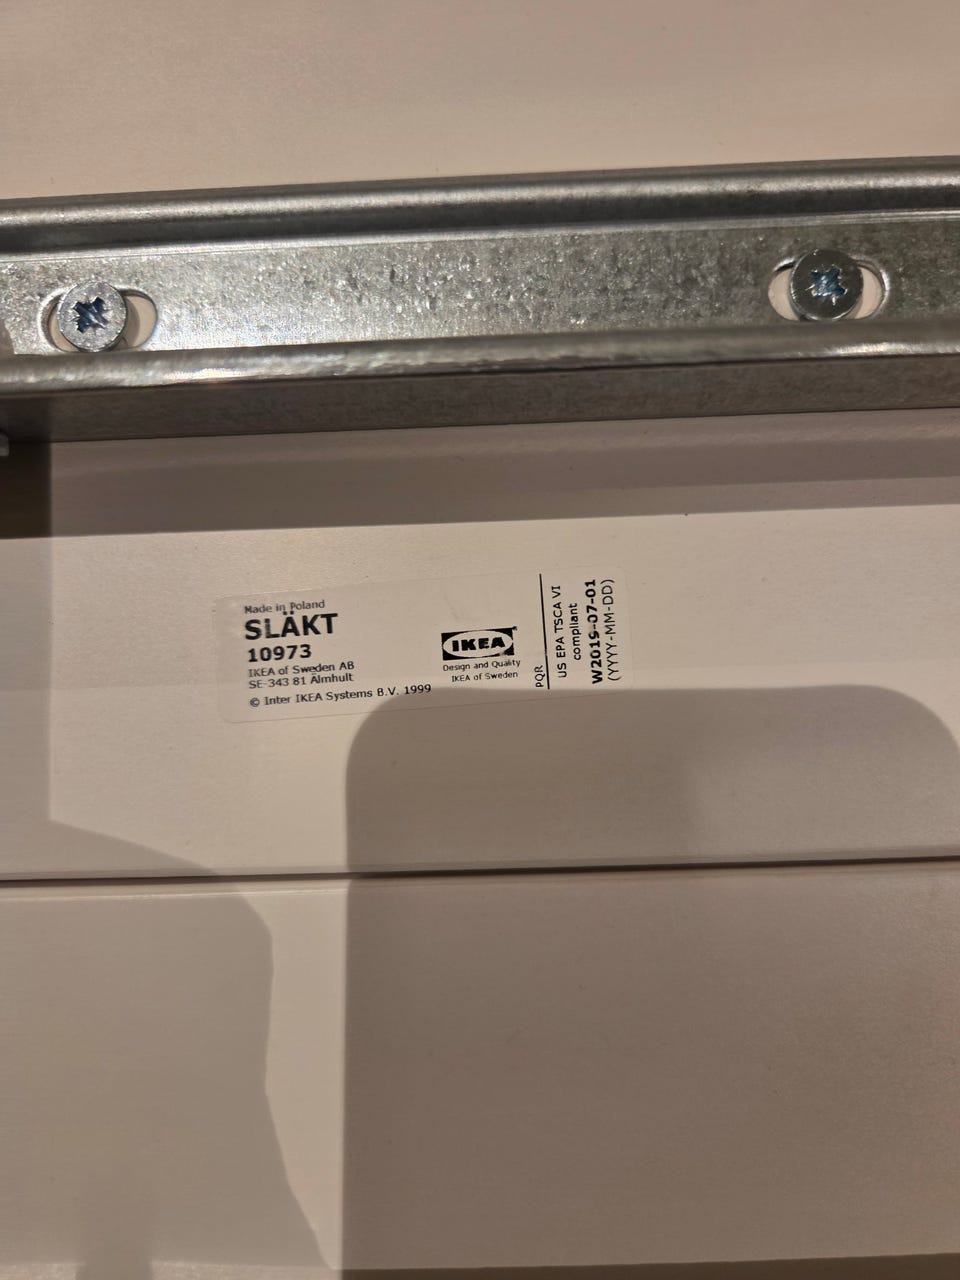 Made in Poland
SLÄKT
10973
IKEA of Sweden AB
SE-343 81 Älmhult
© Inter IKEA Systems B.V. 1999
IKEA
Design and Quality
IKEA of Sweden
PQR
US EPA TSCA VI
compliant
W2019-07-01
(YYYY-MM-DD)